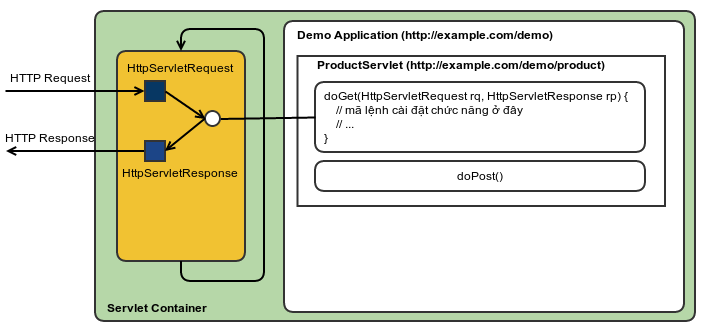 Demo Application (http://example.com/demo)
ProductServlet (http://example.com/demo/product)
HttpServletRequest
HTTP Request
doGet(HttpServletRequest rq, HttpServletResponse rp) {
// mã lệnh cài đặt chức năng ở đây
// ...
}
HTTP Response
HttpServletResponse
doPost()
Servlet Container